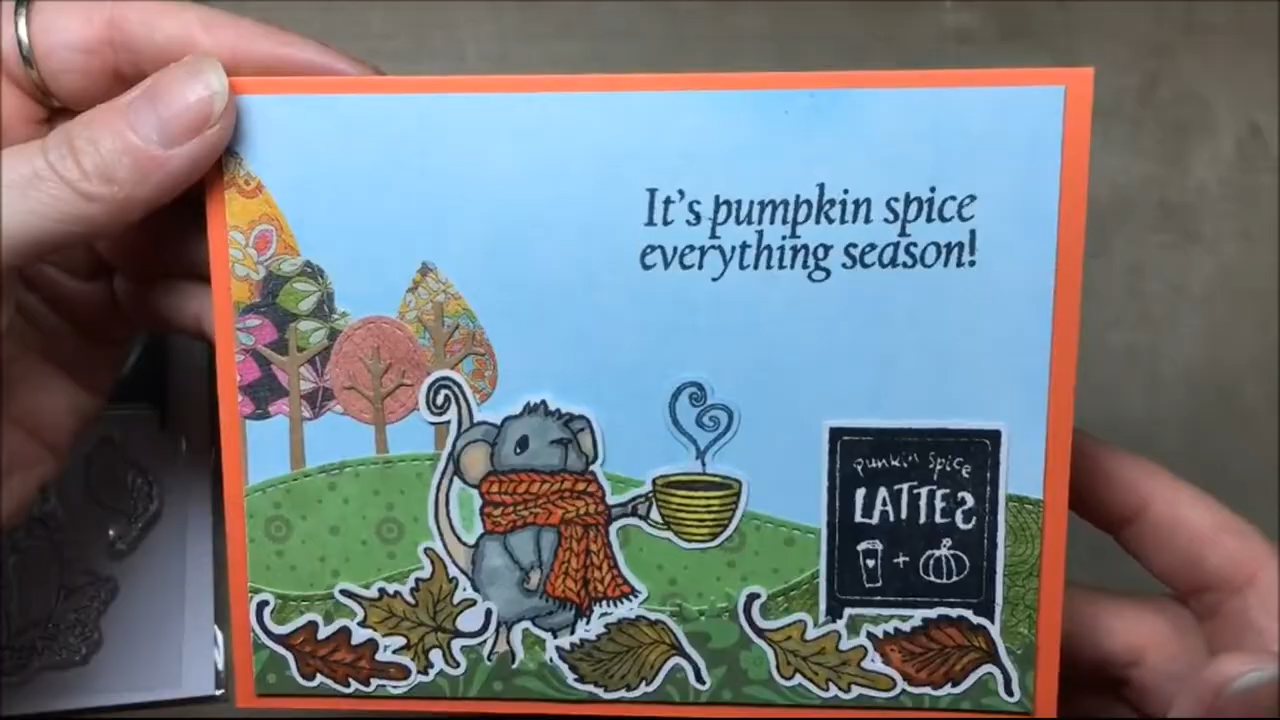 It's pumpkin spice
everything season!
punkin spice
LATTES
+